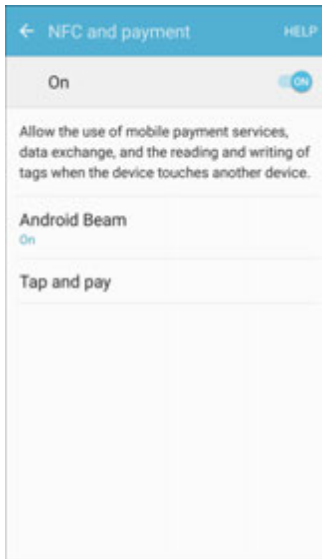 NFC and payment HELP
On ON
Allow the use of mobile payment services,
data exchange, and the reading and writing of
tags when the device touches another device.
Android Beam
On
Tap and pay